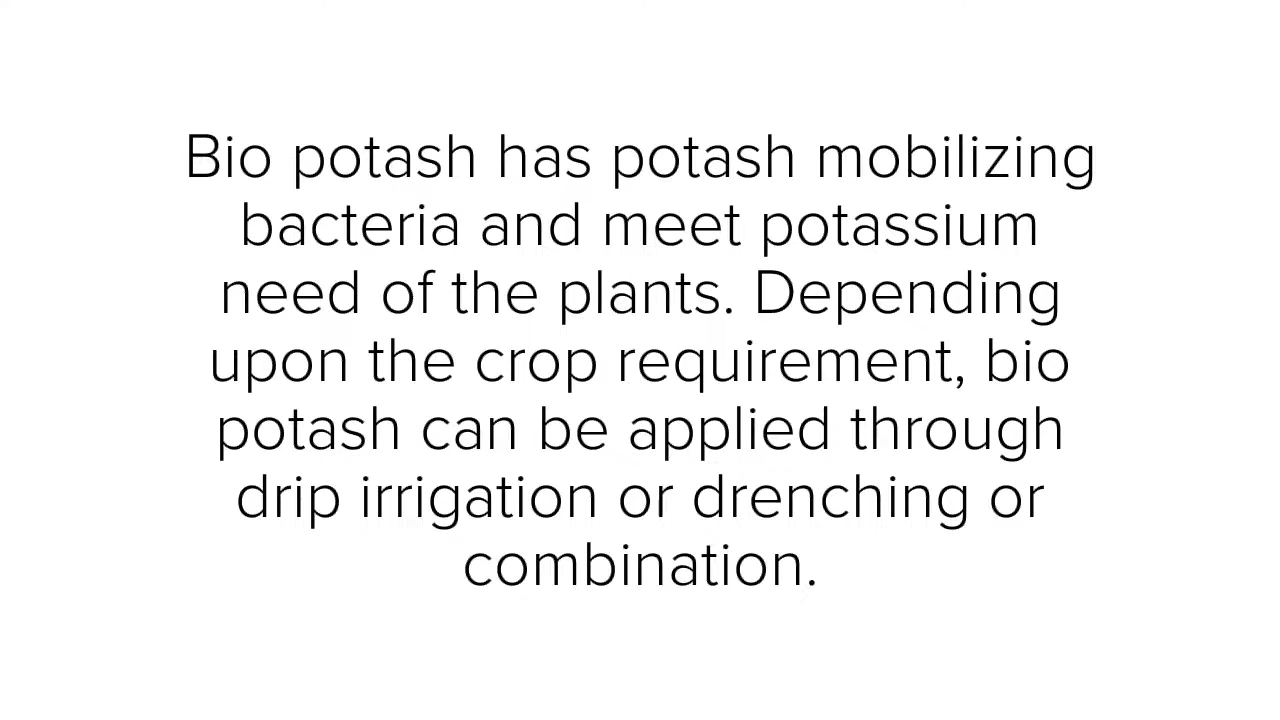 Bio potash has potash mobilizing
bacteria and meet potassium
need of the plants. Depending
upon the crop requirement, bio
potash can be applied through
drip irrigation or drenching or
combination.